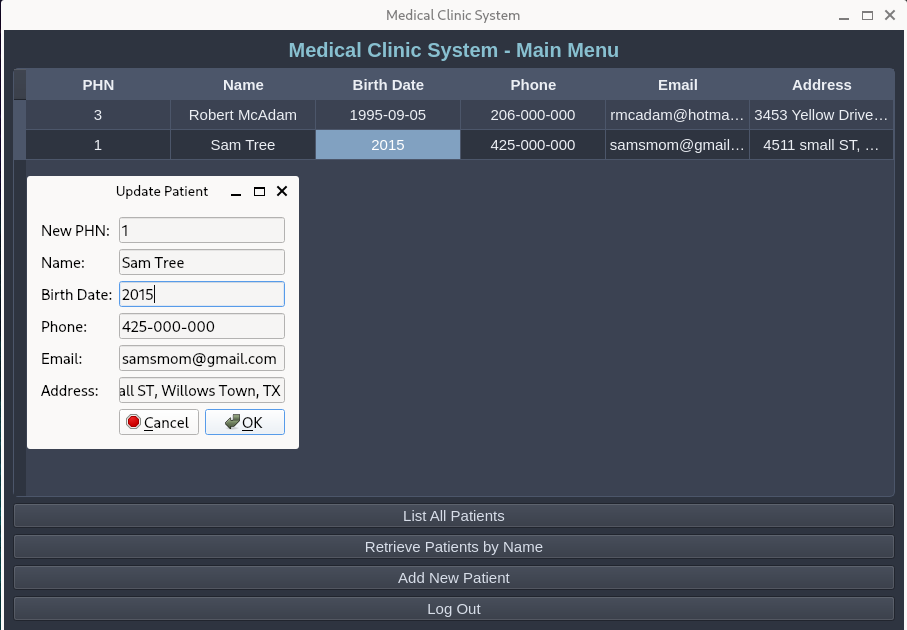 Medical Clinic System
Medical Clinic System - Main Menu
PHN Name Birth Date Phone Email Address
3 Robert McAdam 1995-09-05 206-000-000 rmcadam@hotma... 3453 Yellow Drive...
1 Sam Tree 2015 425-000-000 samsmom@gmail... 4511 small ST, ...
Update Patient
New PHN: 1
Name: Sam Tree
Birth Date: 2015
Phone: 425-000-000
Email: samsmom@gmail.com
Address: all ST, Willows Town, TX
Cancel OK
List All Patients
Retrieve Patients by Name
Add New Patient
Log Out